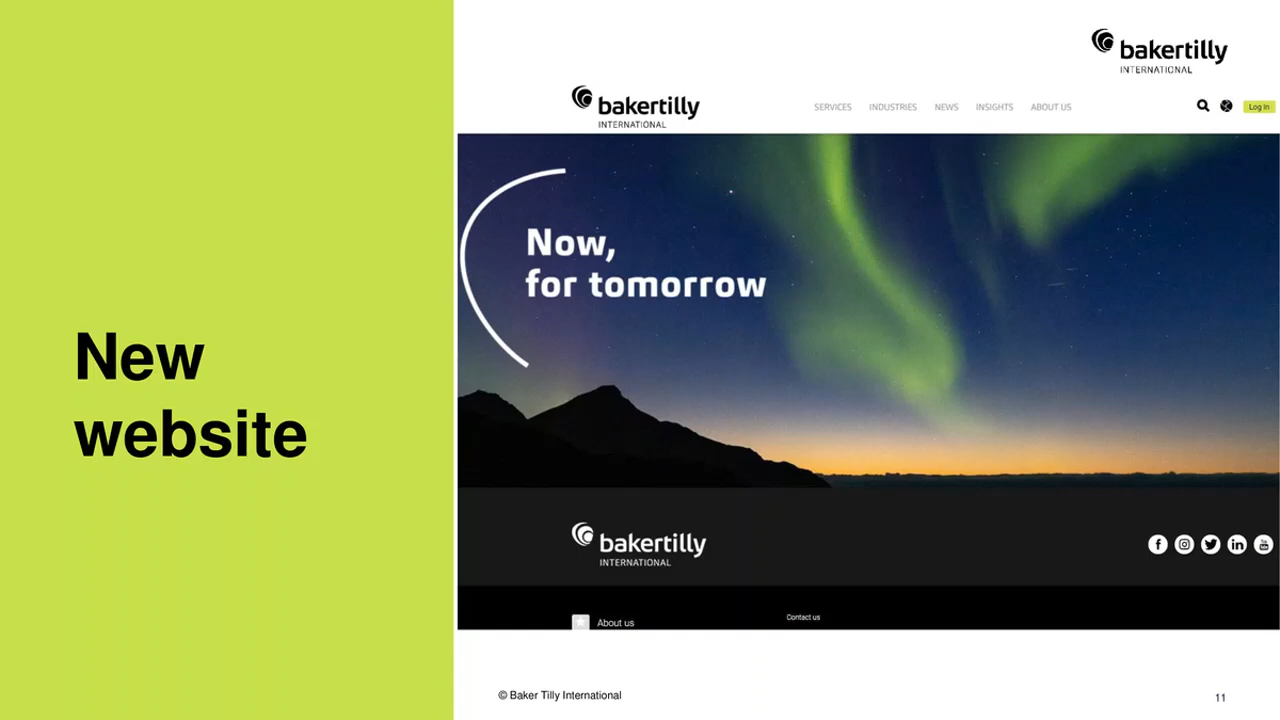 New
website
bakertilly
INTERNATIONAL
bakertilly
INTERNATIONAL
SERVICES INDUSTRIES NEWS INSIGHTS ABOUT US
Log In
Now,
for tomorrow
bakertilly
INTERNATIONAL
About us
Contact us
© Baker Tilly International
11